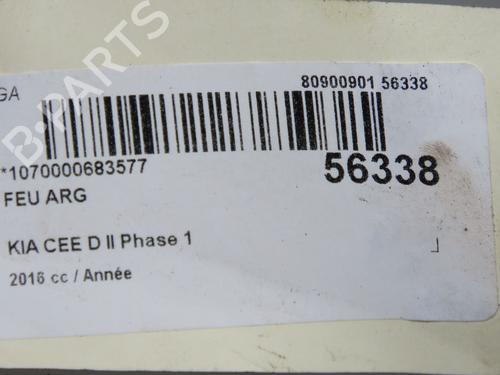 GA
80900901 56338
*1070000683577
56338
FEU ARG
KIA CEE D II Phase 1
2016 cc / Année
B-PARTS